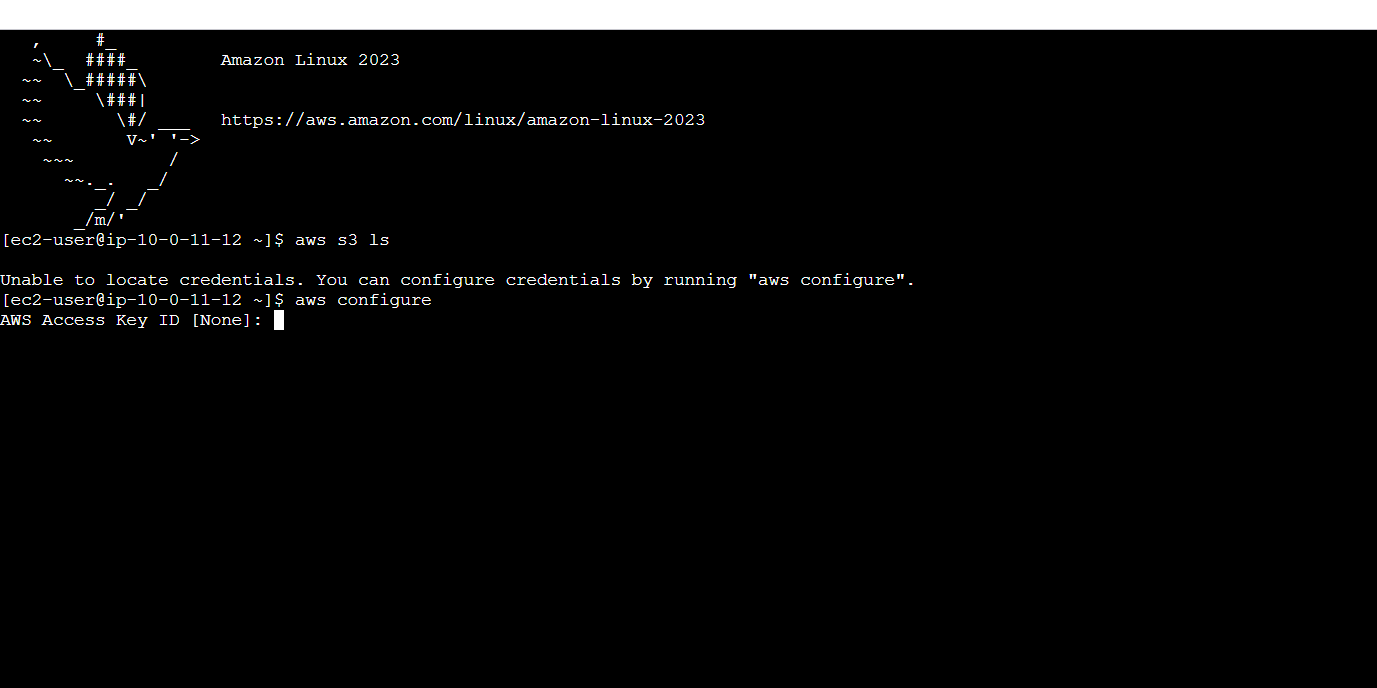 ,     #_
   ~\_  ####_        Amazon Linux 2023
  ~~  \_#####\
  ~~     \###|
  ~~       \#/ ___   https://aws.amazon.com/linux/amazon-linux-2023
   ~~       V~' '->
    ~~~         /
      ~~._.   _/
         _/ _/
       _/m/'
[ec2-user@ip-10-0-11-12 ~]$ aws s3 ls
Unable to locate credentials. You can configure credentials by running "aws configure".
[ec2-user@ip-10-0-11-12 ~]$ aws configure
AWS Access Key ID [None]: